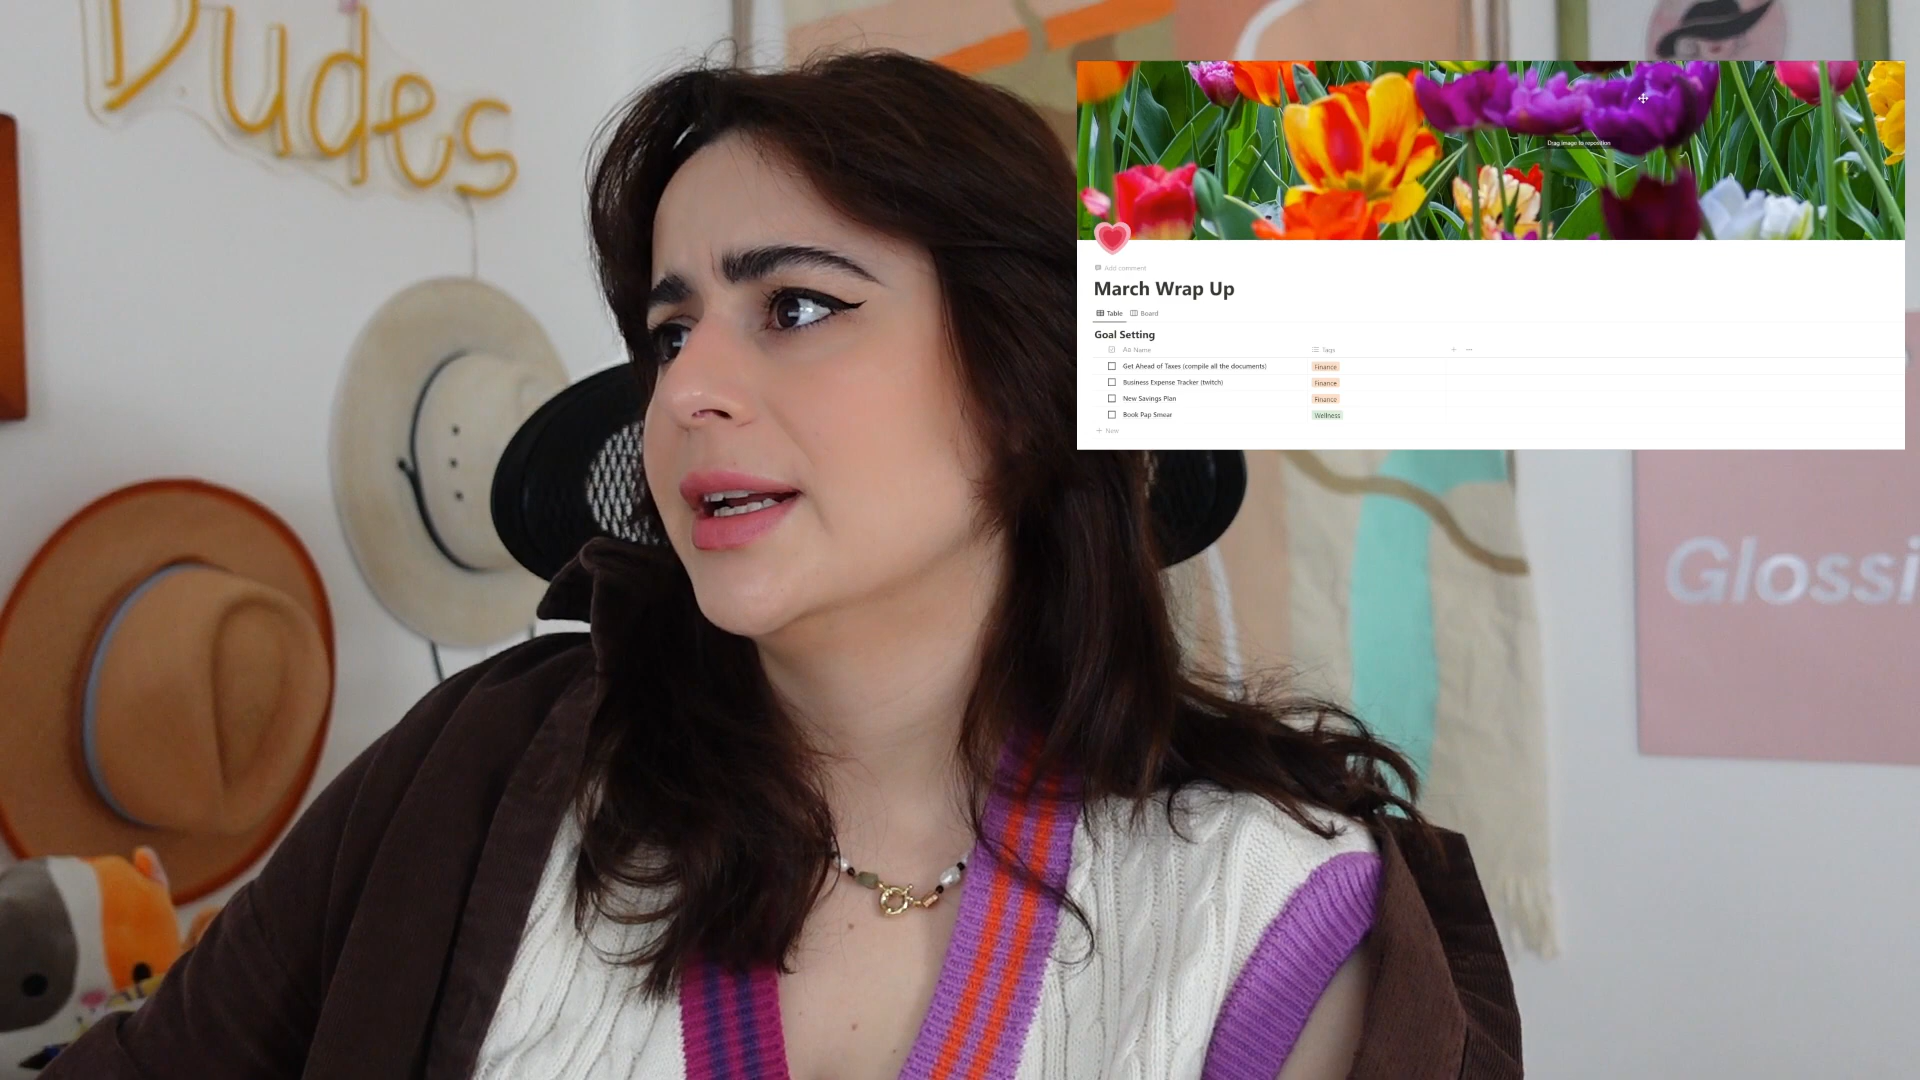 Dudes
Drag image to reposition
Add comment
March Wrap Up
Table Board
Goal Setting
Aa Name Tags
Get Ahead of Taxes (compile all the documents) Finance
Business Expense Tracker (twitch) Finance
New Savings Plan Finance
Book Pap Smear Wellness
+ New
Glossi